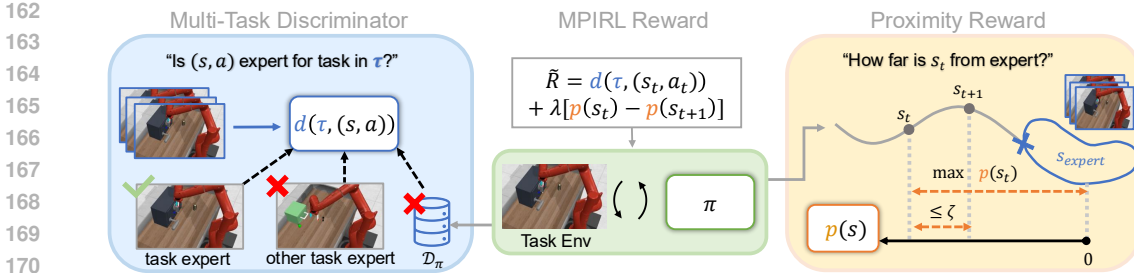 162
163
164
165
166
167
168
169
170
Multi-Task Discriminator
"Is (s, a) expert for task in τ?"
d(τ, (s, a))
task expert
other task expert
𝒟π
MPIRL Reward
R̃ = d(τ, (s_t, a_t))
+ λ[p(s_t) − p(s_{t+1})]
Task Env
π
Proximity Reward
"How far is s_t from expert?"
s_t
s_{t+1}
s_expert
max p(s_t)
≤ ζ
p(s)
0